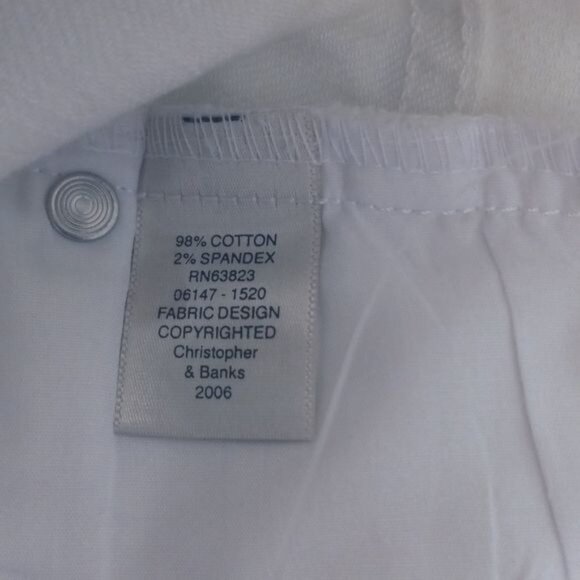 98% COTTON
2% SPANDEX
RN63823
06147 - 1520
FABRIC DESIGN
COPYRIGHTED
Christopher
& Banks
2006